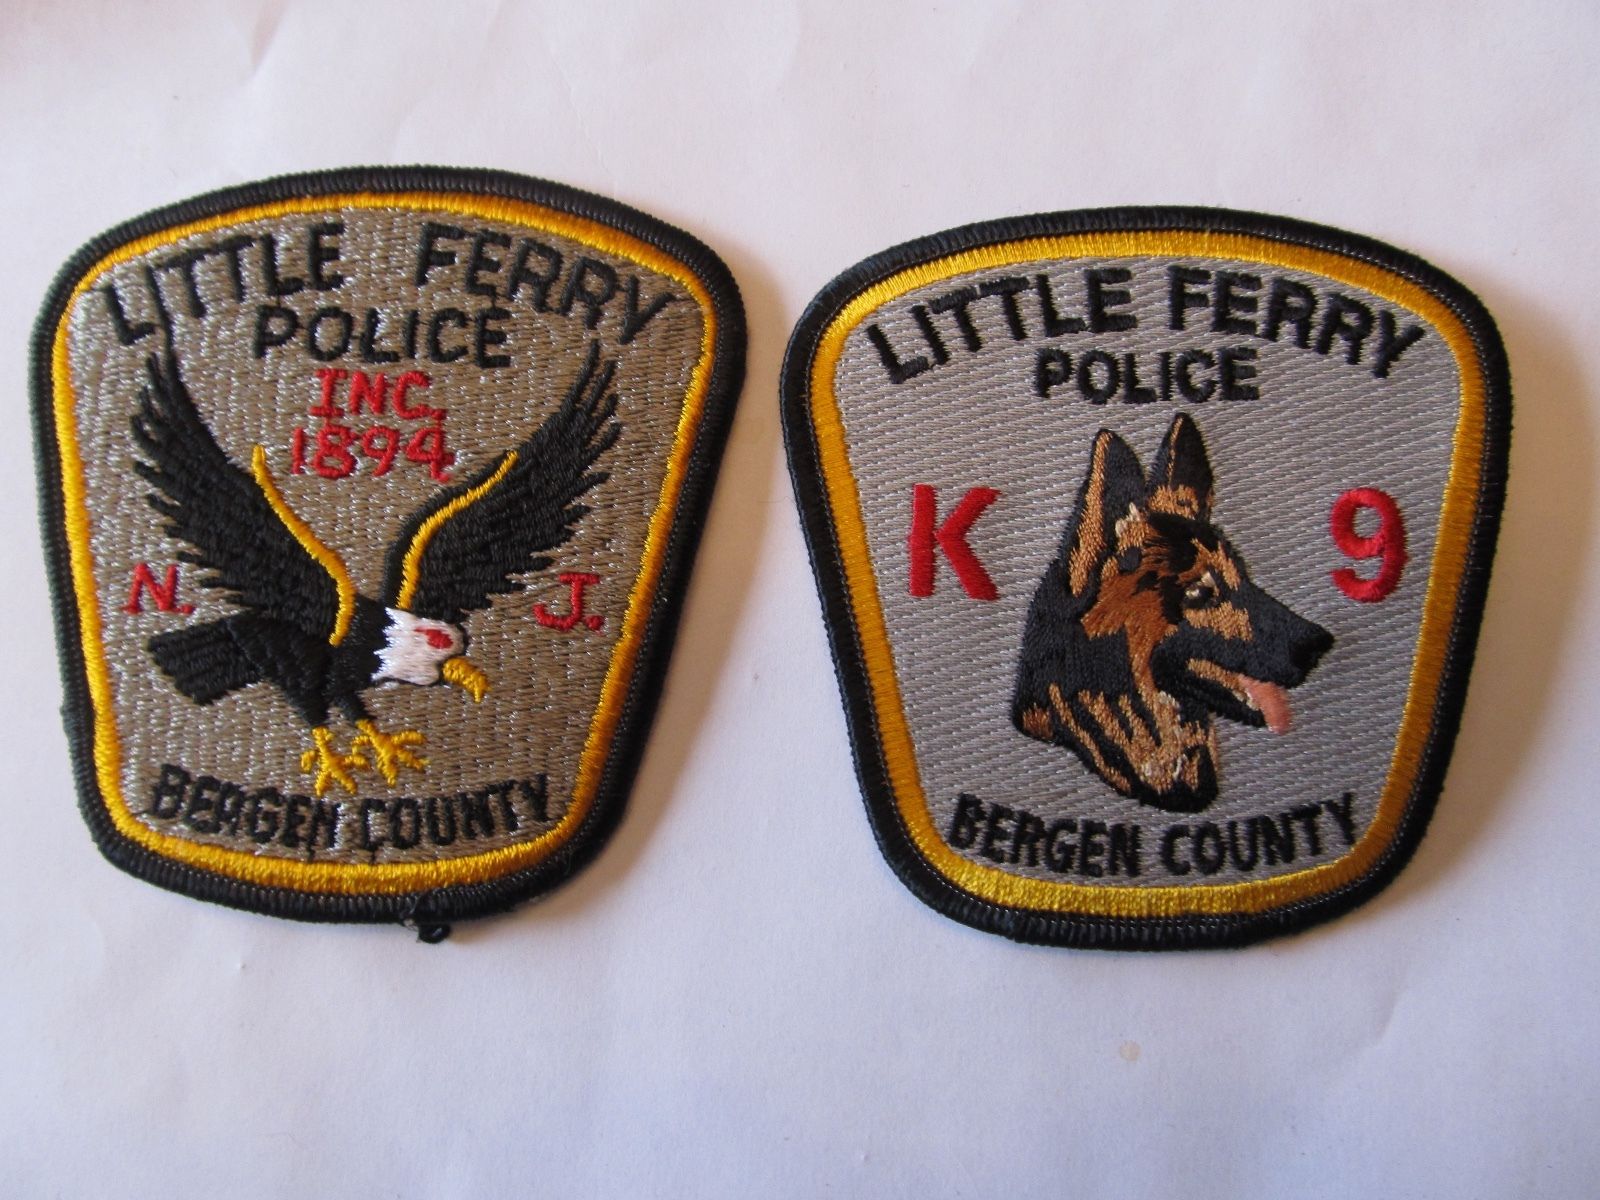 LITTLE FERRY
POLICE
INC.
1894
N. J.
BERGEN COUNTY
LITTLE FERRY
POLICE
K 9
BERGEN COUNTY